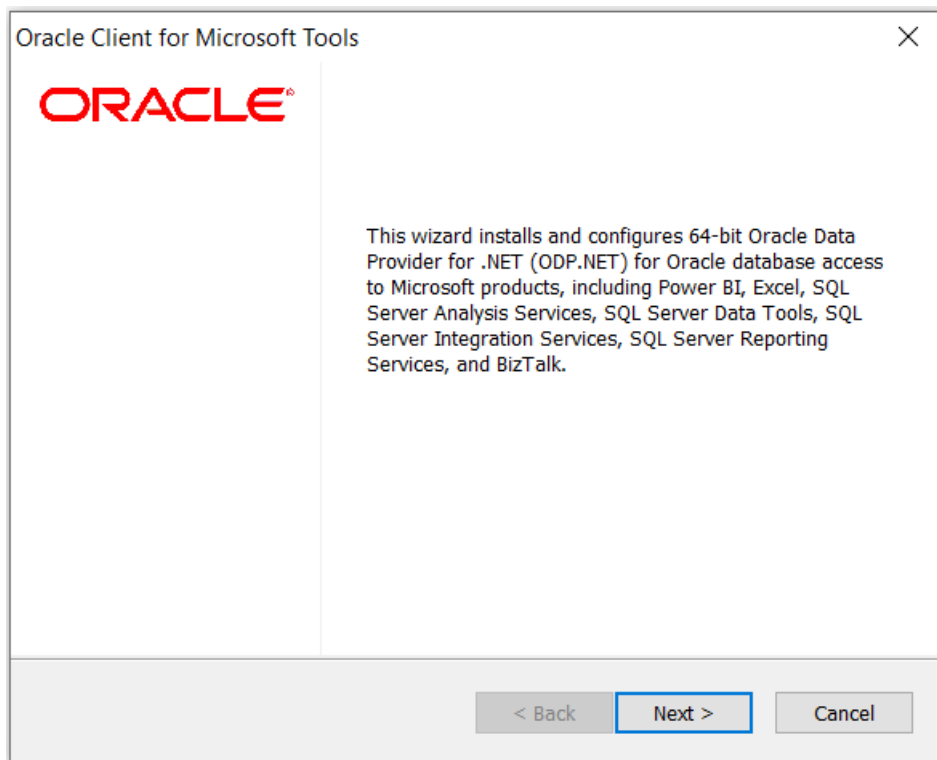 Oracle Client for Microsoft Tools
ORACLE®
This wizard installs and configures 64-bit Oracle Data
Provider for .NET (ODP.NET) for Oracle database access
to Microsoft products, including Power BI, Excel, SQL
Server Analysis Services, SQL Server Data Tools, SQL
Server Integration Services, SQL Server Reporting
Services, and BizTalk.
< Back
Next >
Cancel